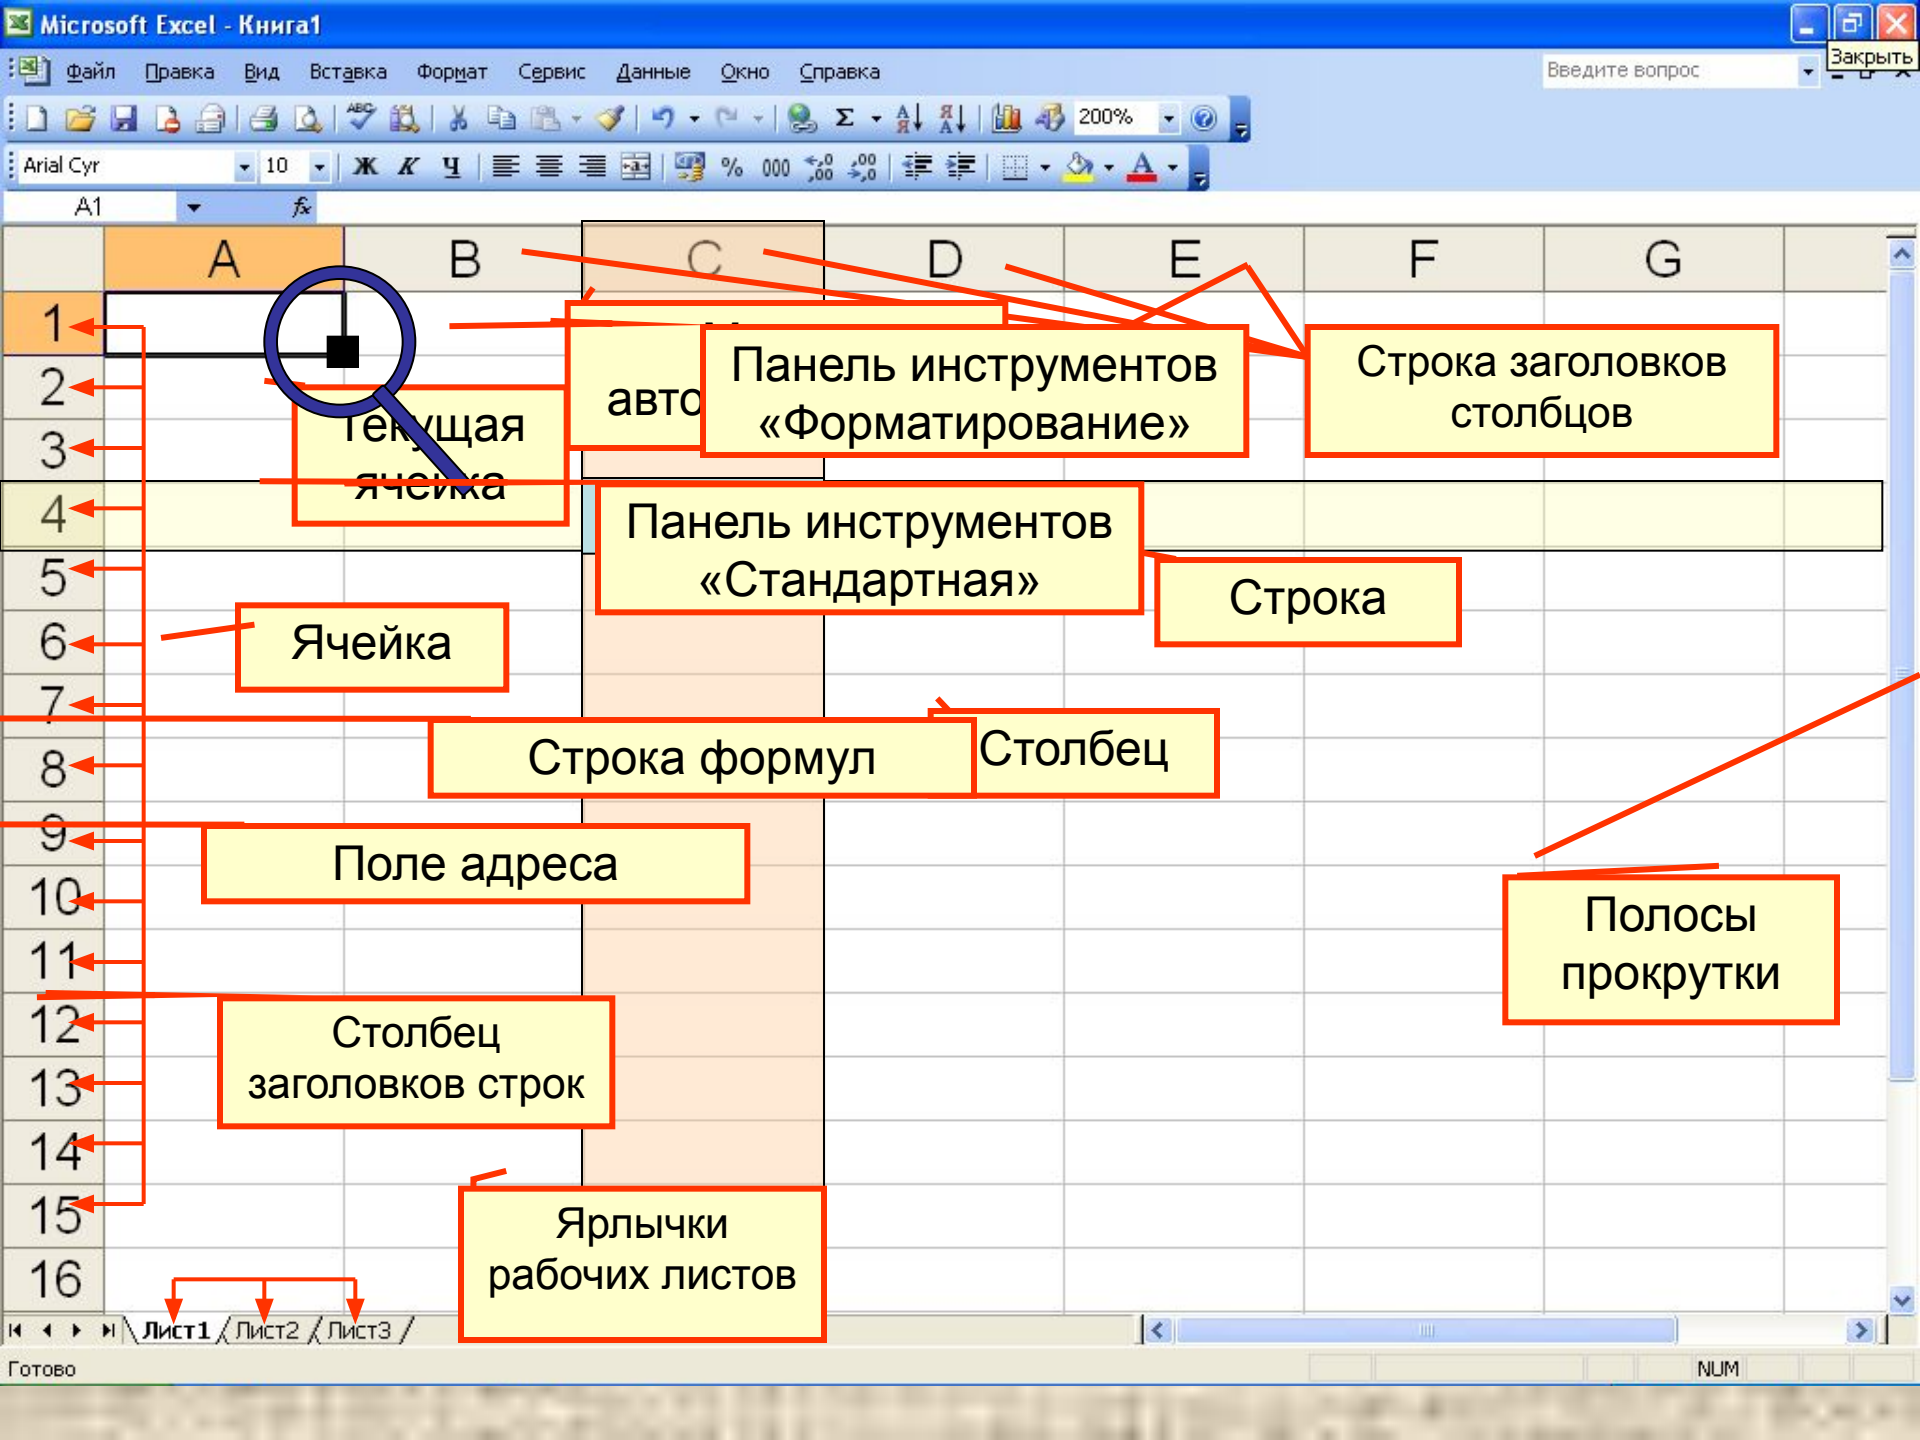 Microsoft Excel - Книга1
Файл Правка Вид Вставка Формат Сервис Данные Окно Справка
Введите вопрос
Закрыть
200%
Arial Cyr 10 Ж К Ч % 000
A1 fx
A B C D E F G
1
2
3
4
5
6
7
8
9
10
11
12
13
14
15
16
Панель инструментов
«Форматирование»
Строка заголовков
столбцов
авто
Текущая
ячейка
Панель инструментов
«Стандартная»
Строка
Ячейка
Строка формул
Столбец
Поле адреса
Полосы
прокрутки
Столбец
заголовков строк
Ярлычки
рабочих листов
Лист1 Лист2 Лист3
Готово
NUM